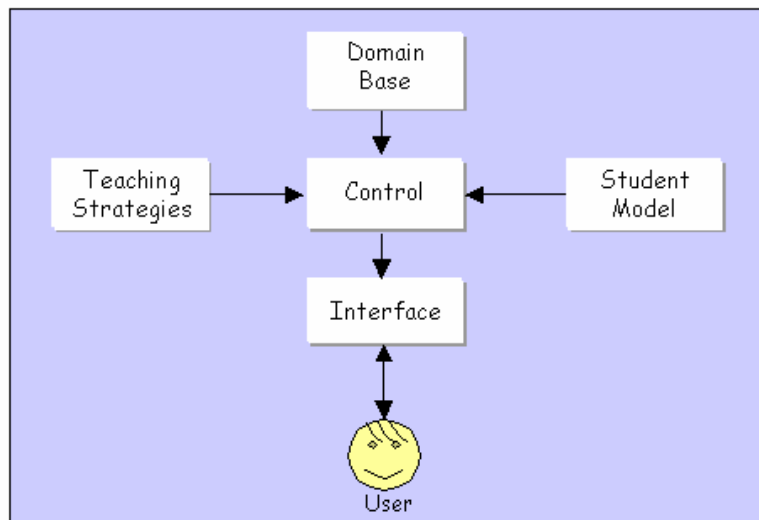 Domain
Base
Teaching
Strategies
Control
Student
Model
Interface
User